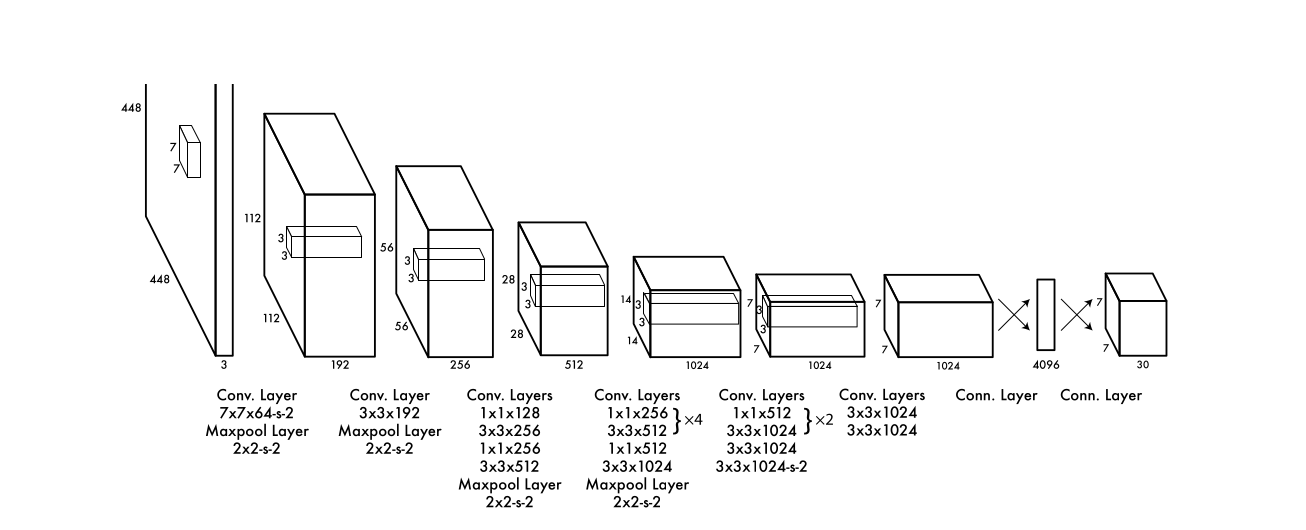 448
7
7
448
3
112
3
3
112
192
56
3
3
56
256
28
3
3
28
512
14
3
3
14
1024
7
3
3
7
1024
7
7
1024
4096
7
7
30
Conv. Layer
7x7x64-s-2
Maxpool Layer
2x2-s-2
Conv. Layer
3x3x192
Maxpool Layer
2x2-s-2
Conv. Layers
1x1x128
3x3x256
1x1x256
3x3x512
Maxpool Layer
2x2-s-2
Conv. Layers
1x1x256
3x3x512
}×4
1x1x512
3x3x1024
Maxpool Layer
2x2-s-2
Conv. Layers
1x1x512
3x3x1024
}×2
3x3x1024
3x3x1024-s-2
Conv. Layers
3x3x1024
3x3x1024
Conn. Layer
Conn. Layer